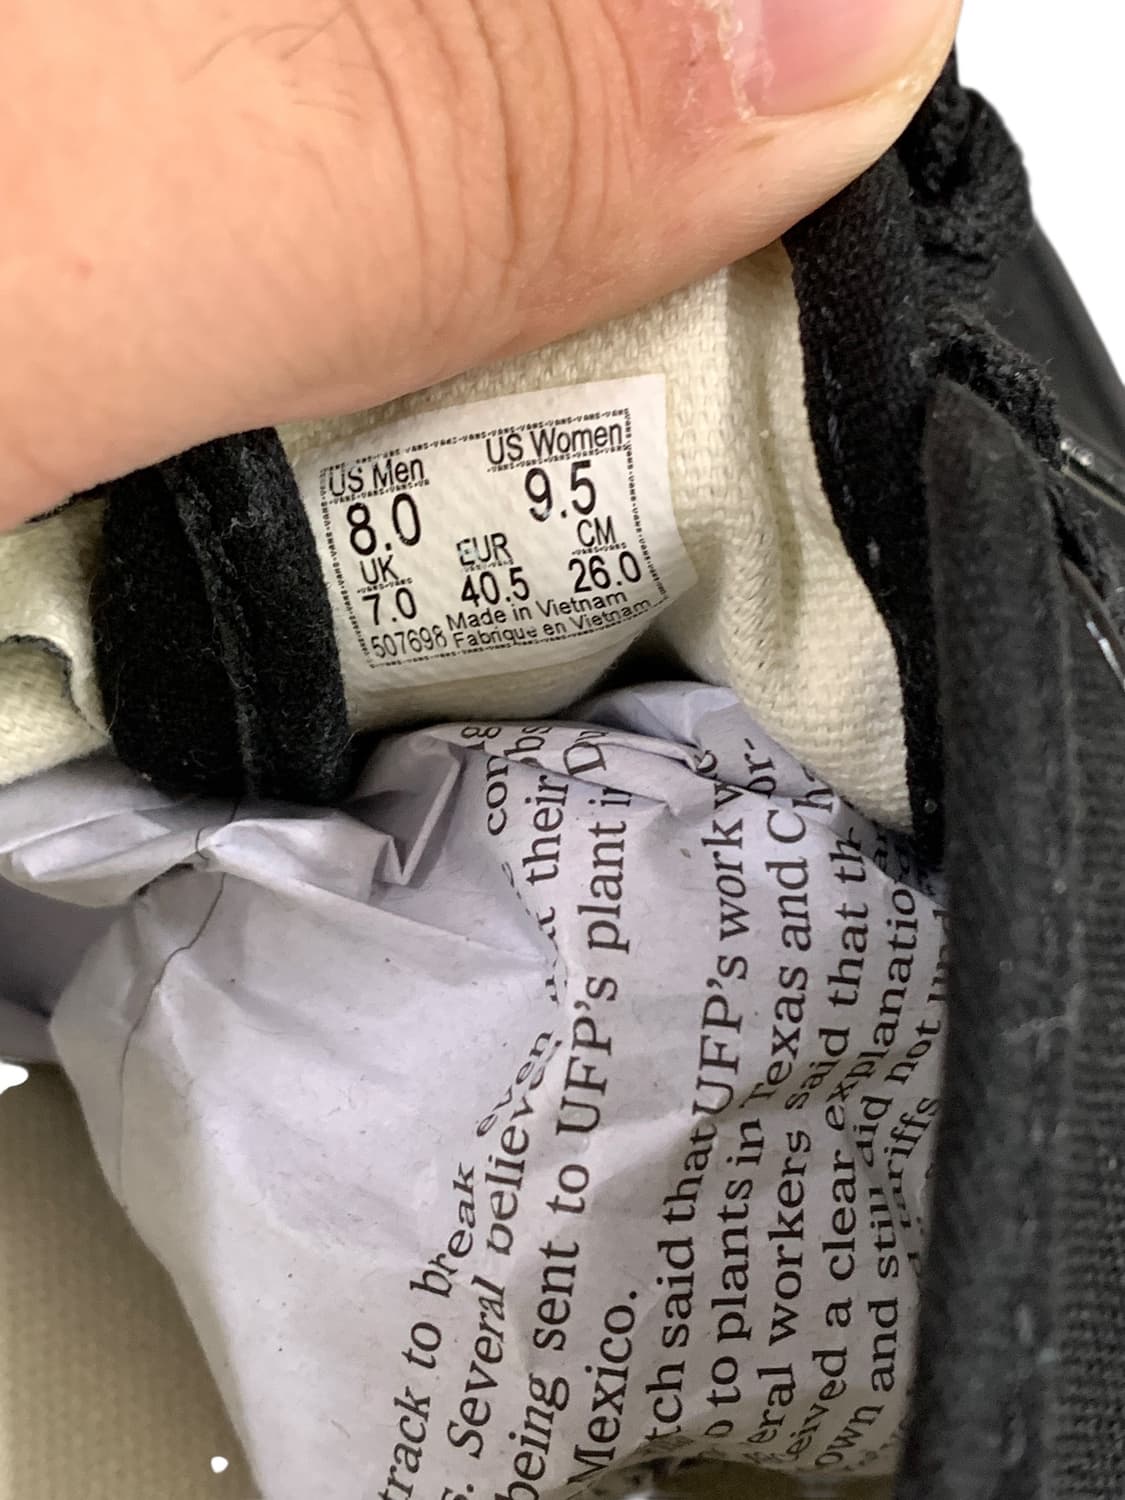 US Men US Women
8.0 9.5
UK EUR CM
7.0 40.5 26.0
Made in Vietnam
507698 Fabrique en Vietnam
track to break even
Several believe
their
being sent to UFP's plant
Mexico.
said that UFP's work
to plants in Texas and
workers said that
a clear explanatio
and still did not
tariffs